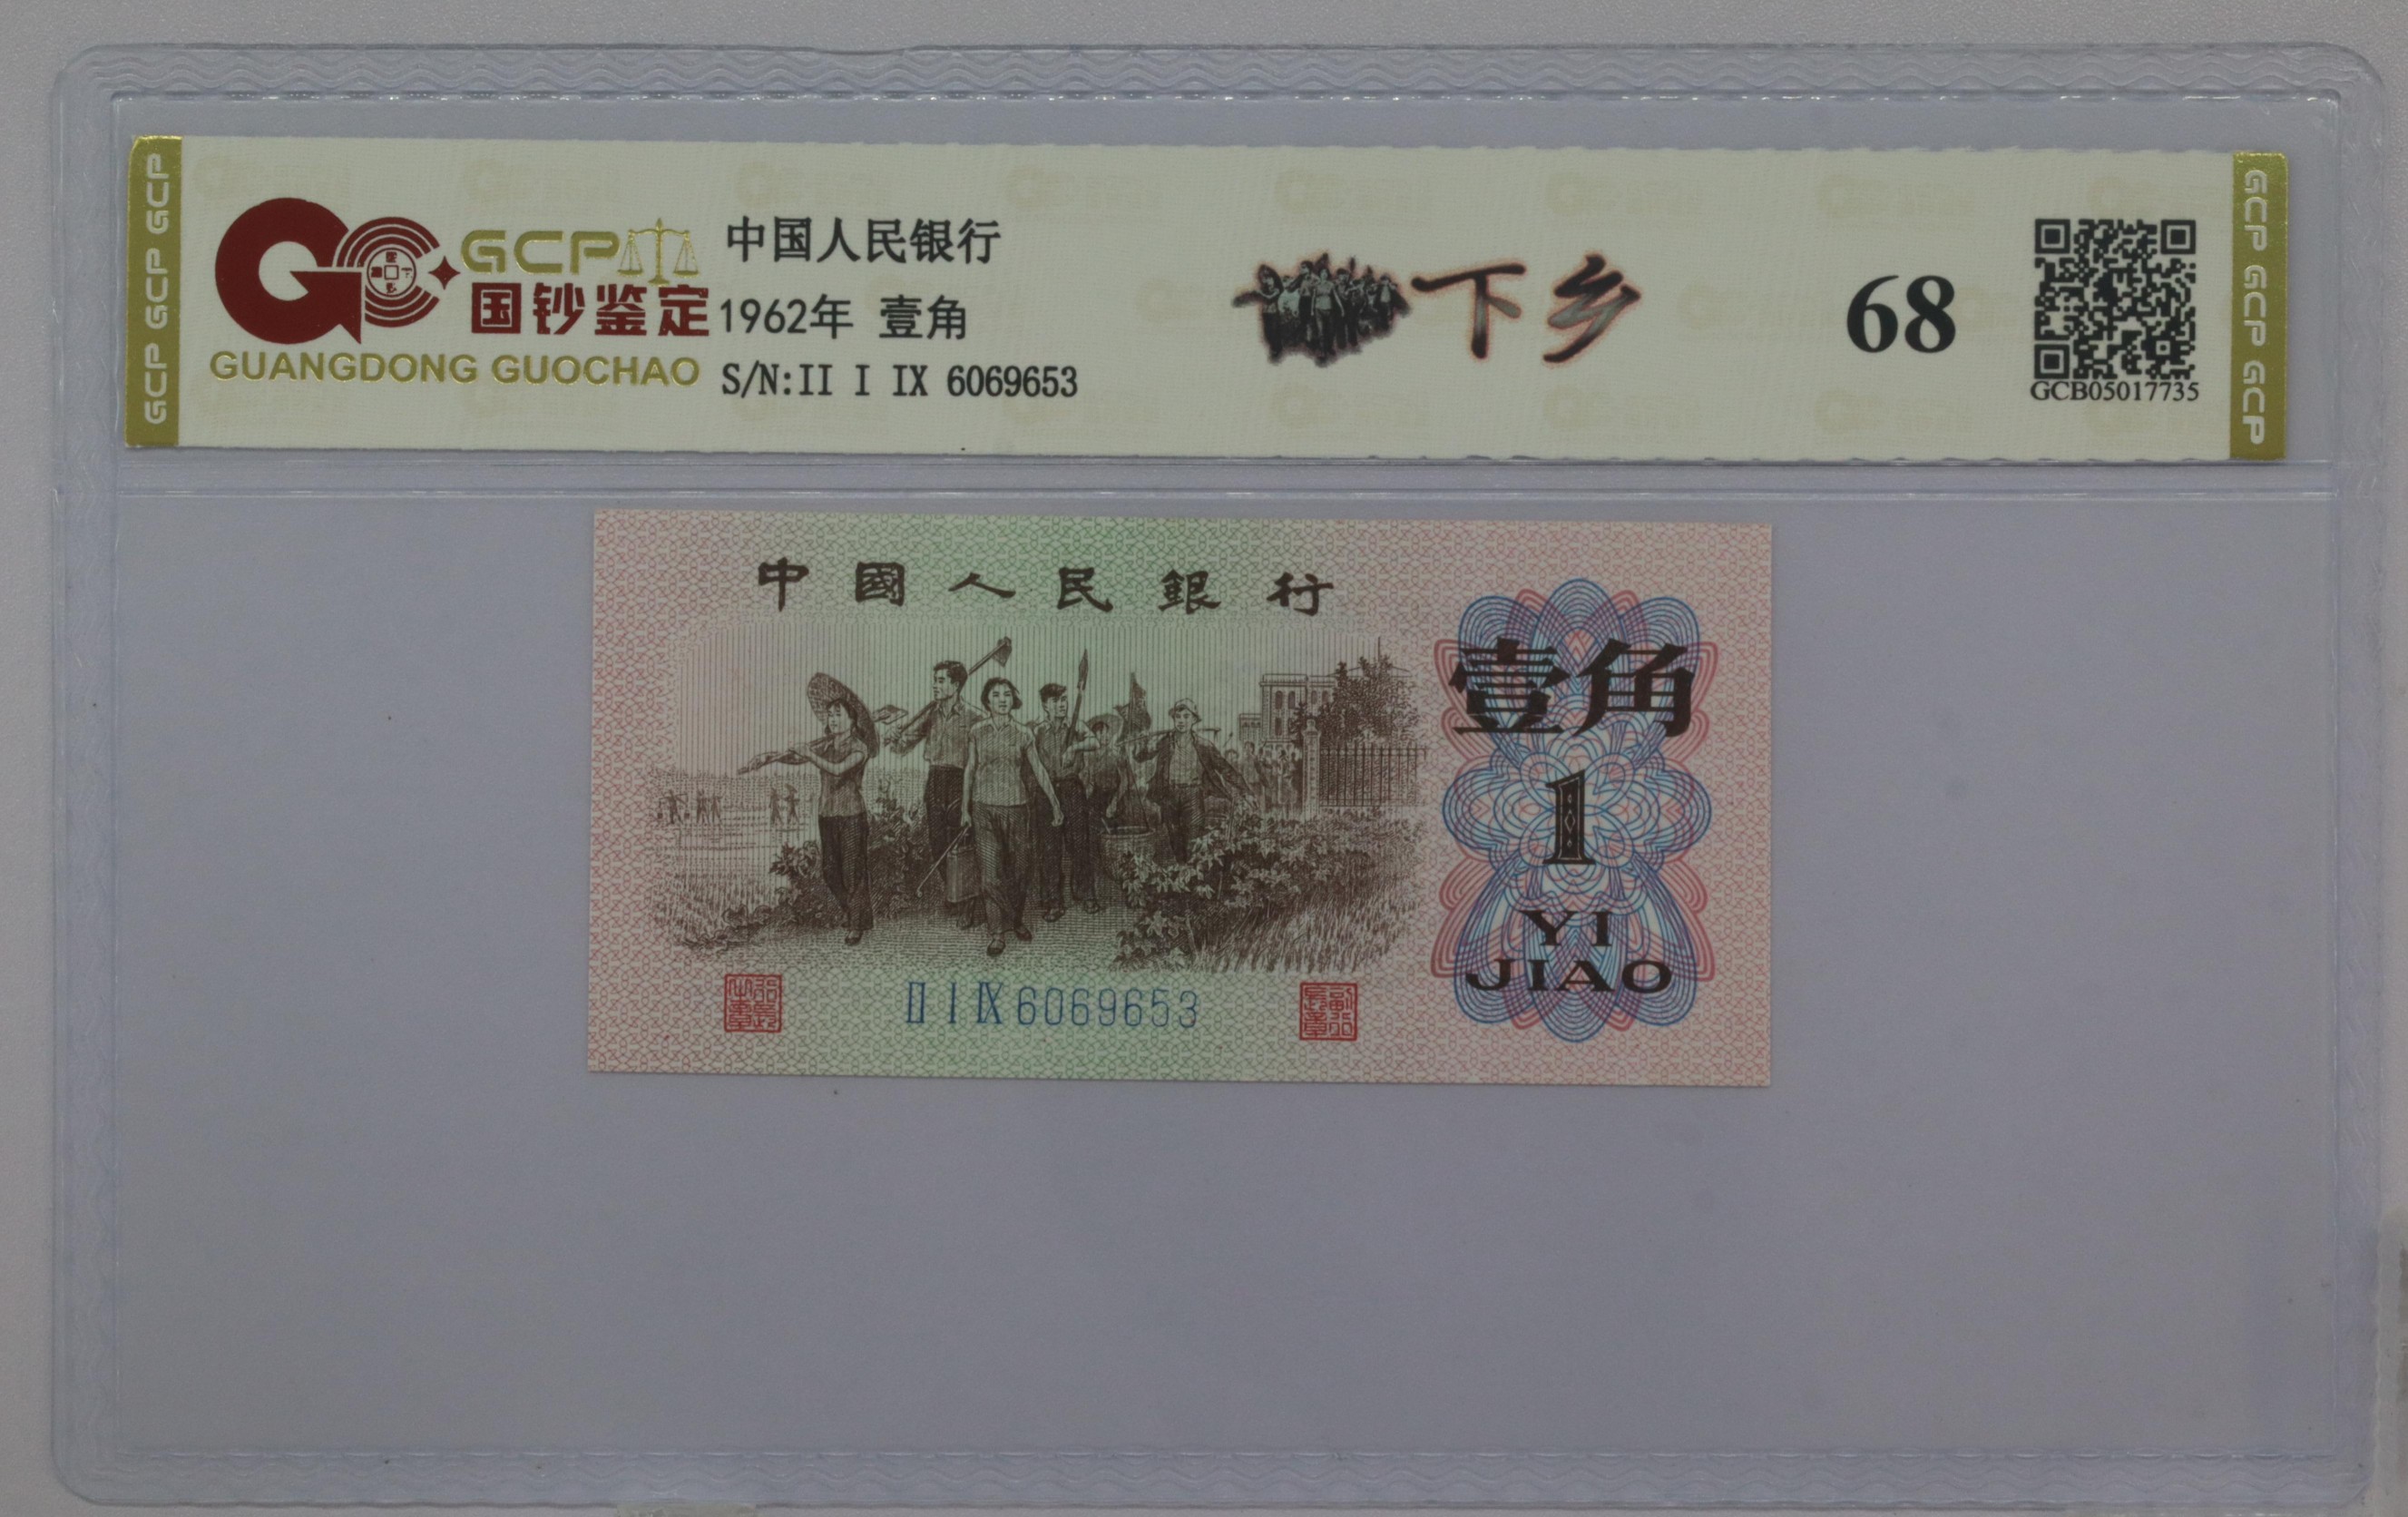 GCP GCP GCP
GCP
国钞鉴定
GUANGDONG GUOCHAO
中国人民银行
1962年 壹角
S/N:II I IX 6069653
下乡
68
GCB05017735
GCP GCP GCP
中國人民銀行
壹角
1
YI
JIAO
II I IX 6069653